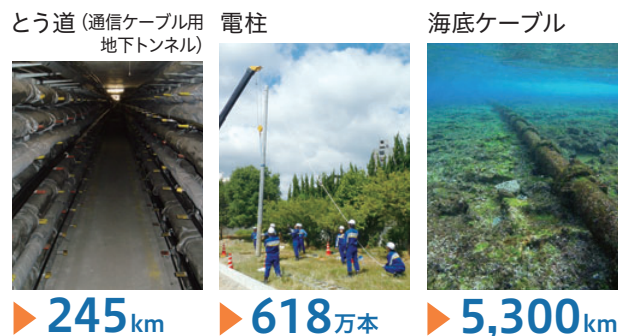 とう道 (通信ケーブル用
地下トンネル)
245km
電柱
618万本
海底ケーブル
5,300km